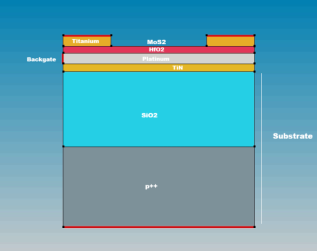 Titanium
MoS2
HfO2
Backgate
Platinum
TiN
SiO2
Substrate
p++